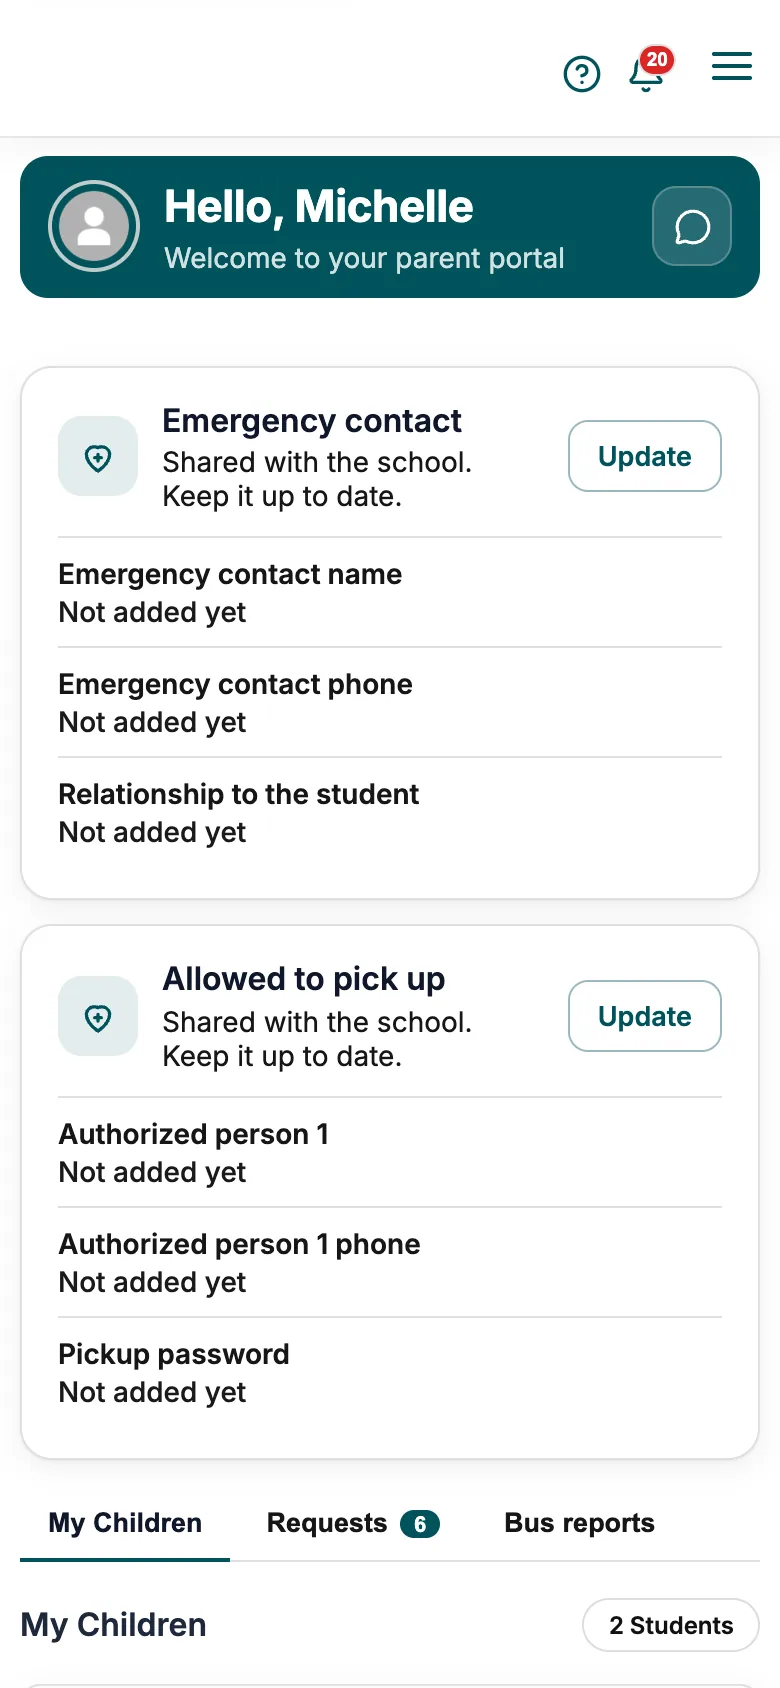 20
Hello, Michelle
Welcome to your parent portal
Emergency contact
Shared with the school.
Keep it up to date.
Update
Emergency contact name
Not added yet
Emergency contact phone
Not added yet
Relationship to the student
Not added yet
Allowed to pick up
Shared with the school.
Keep it up to date.
Update
Authorized person 1
Not added yet
Authorized person 1 phone
Not added yet
Pickup password
Not added yet
My Children Requests 6 Bus reports
My Children 2 Students